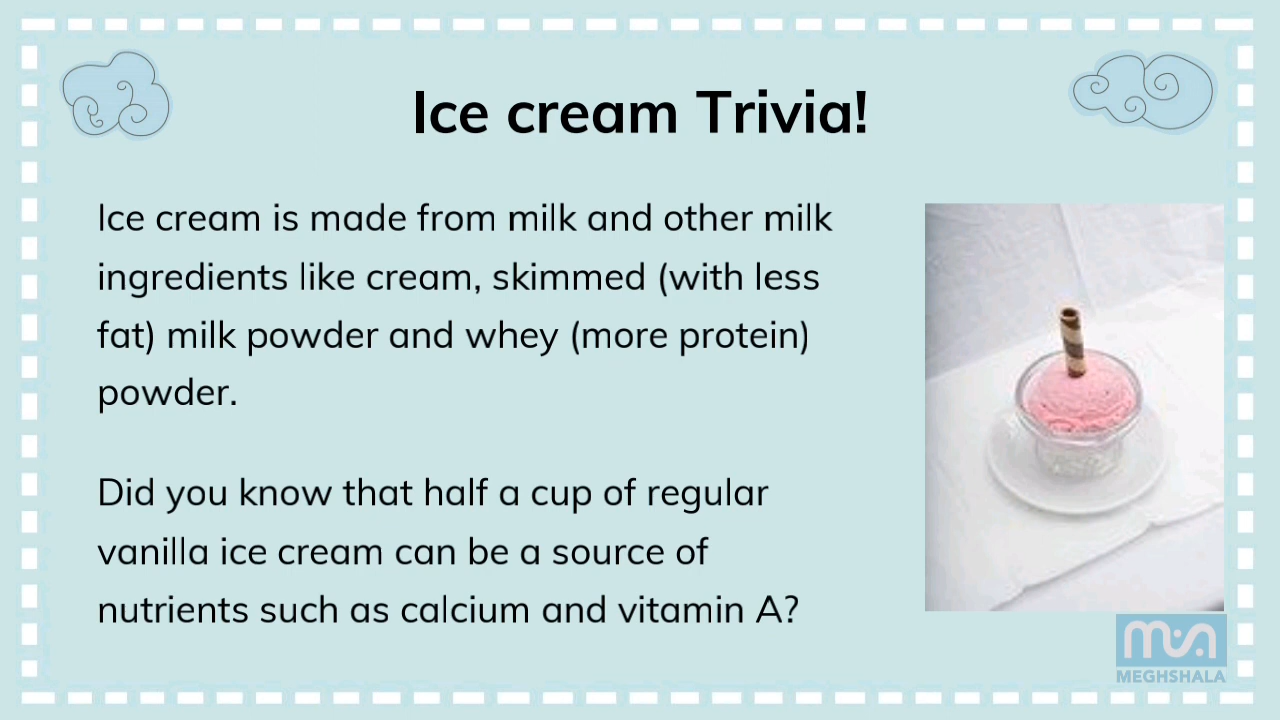 Ice cream Trivia!
Ice cream is made from milk and other milk
ingredients like cream, skimmed (with less
fat) milk powder and whey (more protein)
powder.
Did you know that half a cup of regular
vanilla ice cream can be a source of
nutrients such as calcium and vitamin A?
MEGHSHALA